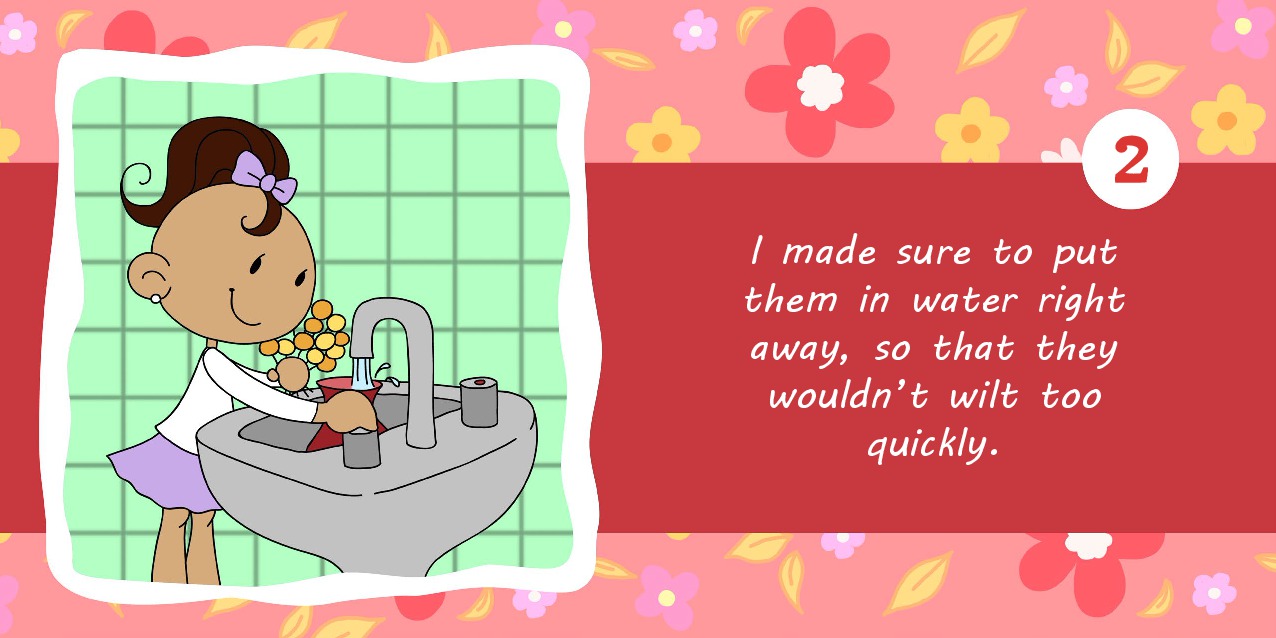 2
I made sure to put
them in water right
away, so that they
wouldn't wilt too
quickly.